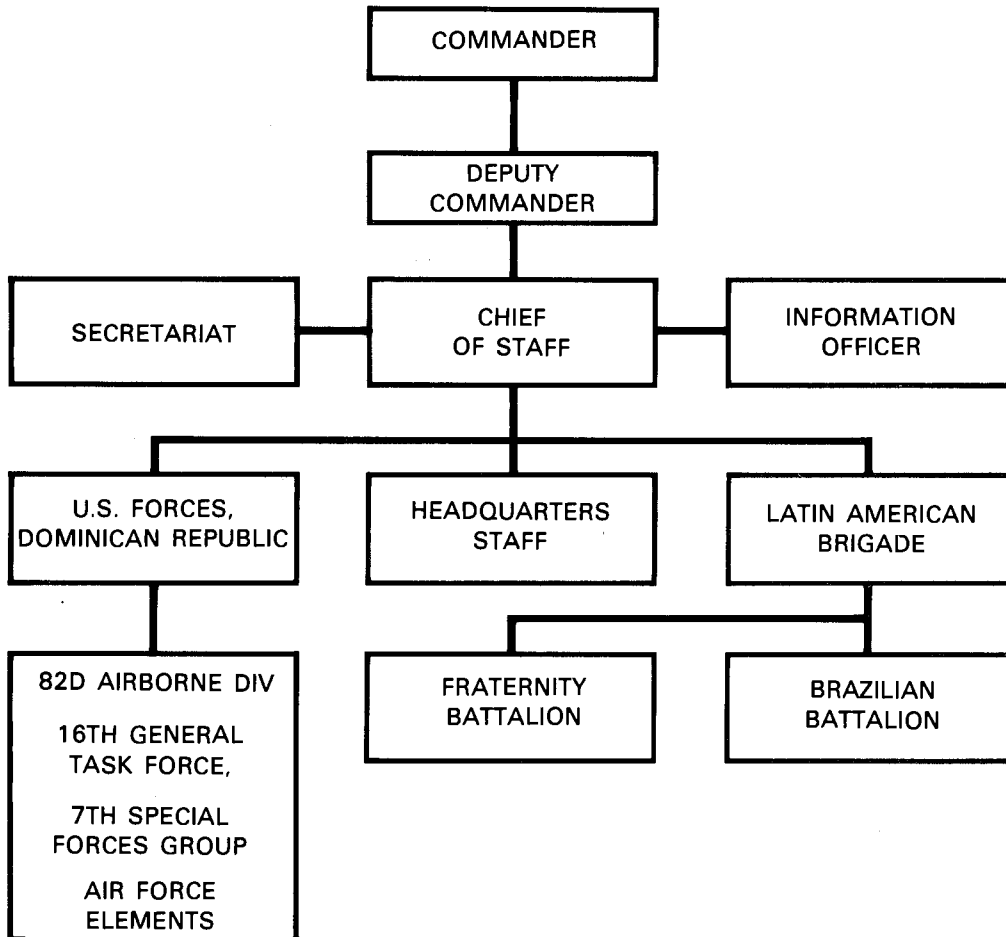 COMMANDER
DEPUTY
COMMANDER
SECRETARIAT
CHIEF
OF STAFF
INFORMATION
OFFICER
U.S. FORCES,
DOMINICAN REPUBLIC
HEADQUARTERS
STAFF
LATIN AMERICAN
BRIGADE
82D AIRBORNE DIV
16TH GENERAL
TASK FORCE,
7TH SPECIAL
FORCES GROUP
AIR FORCE
ELEMENTS
FRATERNITY
BATTALION
BRAZILIAN
BATTALION